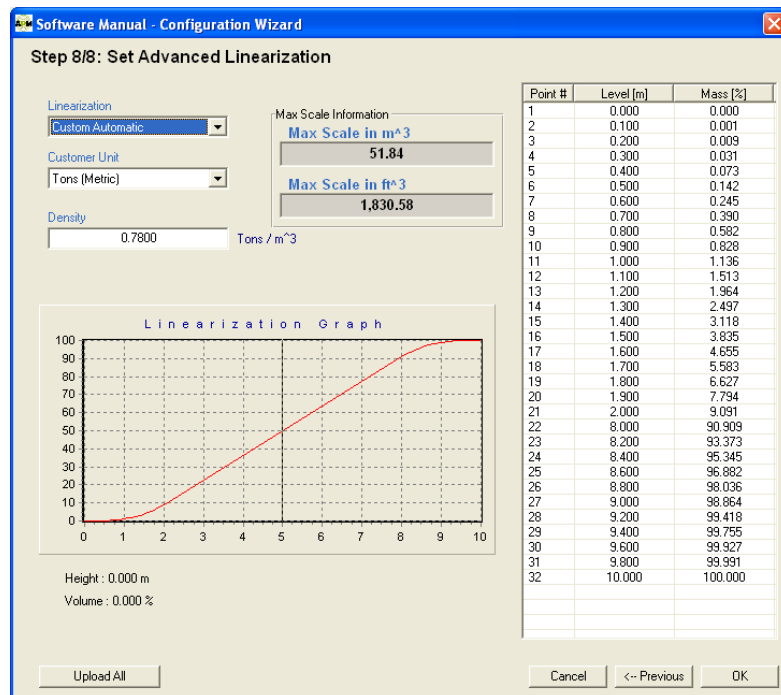 Software Manual - Configuration Wizard
Step 8/8: Set Advanced Linearization
Linearization
Custom Automatic
Customer Unit
Tons (Metric)
Density
0.7800 Tons / m^3
Max Scale Information
Max Scale in m^3
51.84
Max Scale in ft^3
1,830.58
Linearization Graph
100
90
80
70
60
50
40
30
20
10
0
0 1 2 3 4 5 6 7 8 9 10
Height : 0.000 m
Volume : 0.000 %
Point # Level [m] Mass [%]
1 0.000 0.000
2 0.100 0.001
3 0.200 0.009
4 0.300 0.031
5 0.400 0.073
6 0.500 0.142
7 0.600 0.245
8 0.700 0.390
9 0.800 0.582
10 0.900 0.828
11 1.000 1.136
12 1.100 1.513
13 1.200 1.964
14 1.300 2.497
15 1.400 3.118
16 1.500 3.835
17 1.600 4.655
18 1.700 5.583
19 1.800 6.627
20 1.900 7.794
21 2.000 9.091
22 8.000 90.909
23 8.200 93.373
24 8.400 95.345
25 8.600 96.882
26 8.800 98.036
27 9.000 98.864
28 9.200 99.418
29 9.400 99.755
30 9.600 99.927
31 9.800 99.991
32 10.000 100.000
Upload All
Cancel
<-- Previous
OK